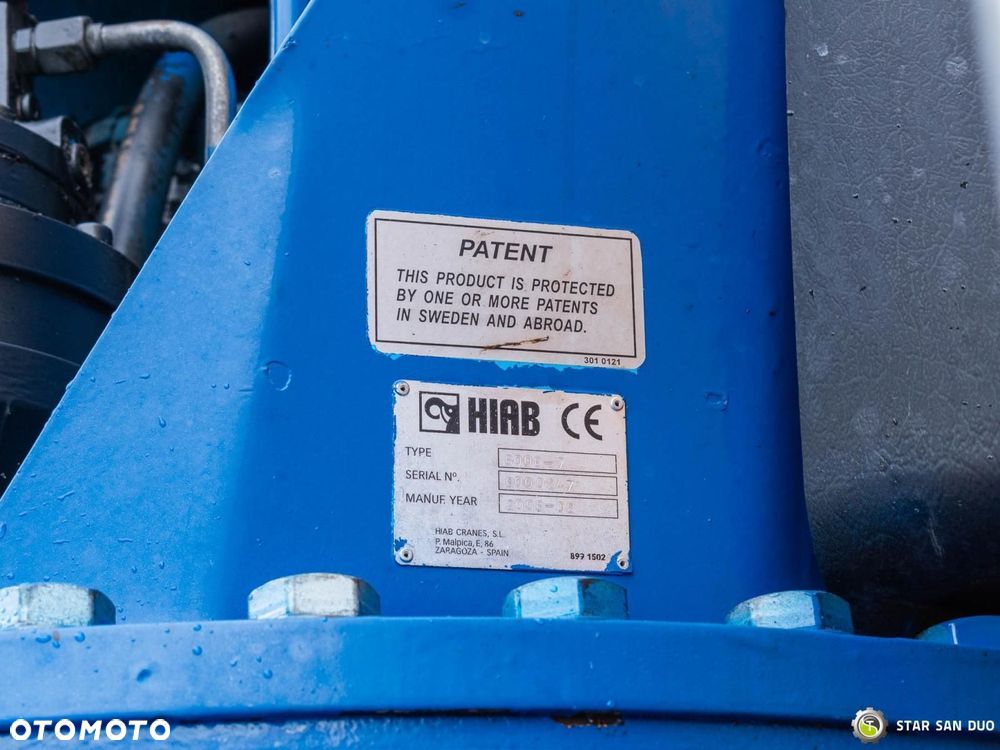 PATENT
THIS PRODUCT IS PROTECTED
BY ONE OR MORE PATENTS
IN SWEDEN AND ABROAD.
301 0121
HIAB CE
TYPE
SERIAL Nº.
MANUF. YEAR
HIAB CRANES, S.L.
P. Malpica, E, 86
ZARAGOZA - SPAIN
899 1502
OTOMOTO
STAR SAN DUO